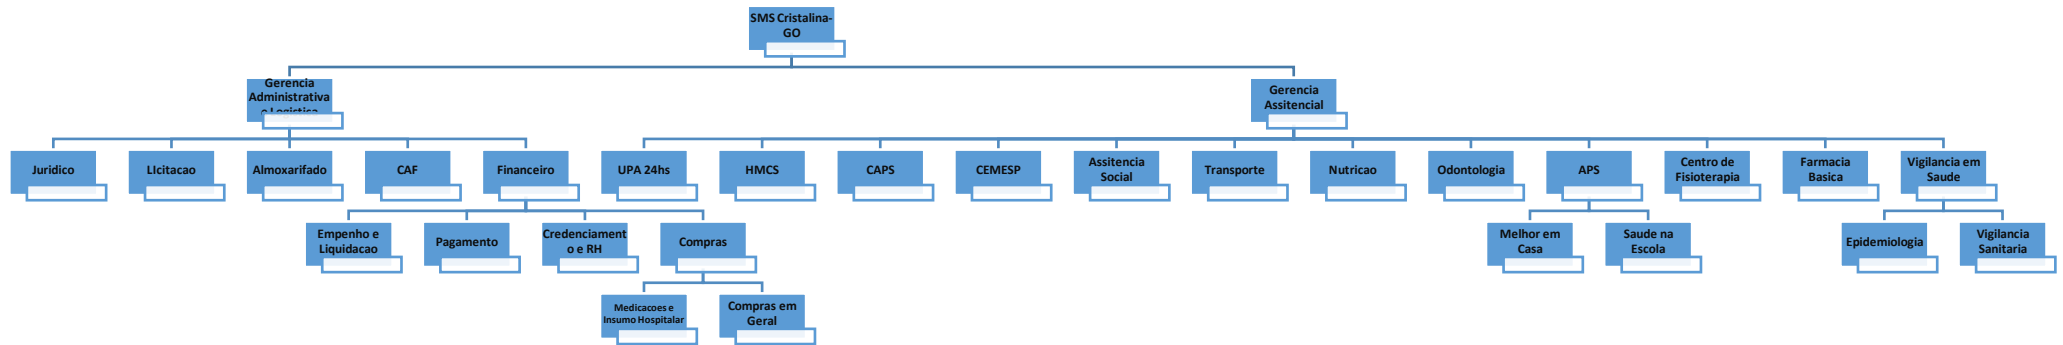 SMS Cristalina-
GO
Gerencia
Administrativa
e Logistica
Gerencia
Assitencial
Juridico
LIcitacao
Almoxarifado
CAF
Financeiro
UPA 24hs
HMCS
CAPS
CEMESP
Assitencia
Social
Transporte
Nutricao
Odontologia
APS
Centro de
Fisioterapia
Farmacia
Basica
Vigilancia em
Saude
Empenho e
Liquidacao
Pagamento
Credenciament
o e RH
Compras
Melhor em
Casa
Saude na
Escola
Epidemiologia
Vigilancia
Sanitaria
Medicacoes e
Insumo Hospitalar
Compras em
Geral